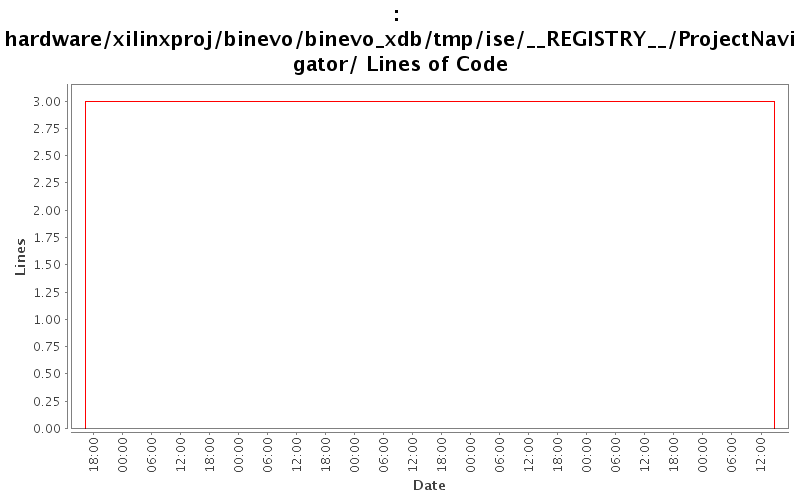 :
hardware/xilinxproj/binevo/binevo_xdb/tmp/ise/__REGISTRY__/ProjectNavi
gator/ Lines of Code
3.00
2.75
2.50
2.25
2.00
1.75
1.50
1.25
1.00
0.75
0.50
0.25
0.00
Lines
18:00 00:00 06:00 12:00 18:00 00:00 06:00 12:00 18:00 00:00 06:00 12:00 18:00 00:00 06:00 12:00 18:00 00:00 06:00 12:00 18:00 00:00 06:00 12:00
Date